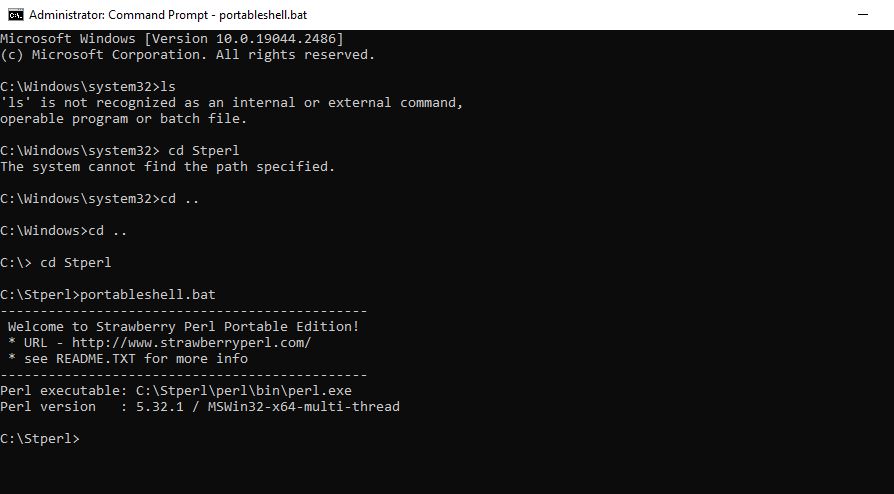 Administrator: Command Prompt - portableshell.bat
Microsoft Windows [Version 10.0.19044.2486]
(c) Microsoft Corporation. All rights reserved.
C:\Windows\system32>ls
'ls' is not recognized as an internal or external command,
operable program or batch file.
C:\Windows\system32> cd Stperl
The system cannot find the path specified.
C:\Windows\system32>cd ..
C:\Windows>cd ..
C:\> cd Stperl
C:\Stperl>portableshell.bat
----------------------------------------------
 Welcome to Strawberry Perl Portable Edition!
 * URL - http://www.strawberryperl.com/
 * see README.TXT for more info
----------------------------------------------
Perl executable: C:\Stperl\perl\bin\perl.exe
Perl version   : 5.32.1 / MSWin32-x64-multi-thread
C:\Stperl>